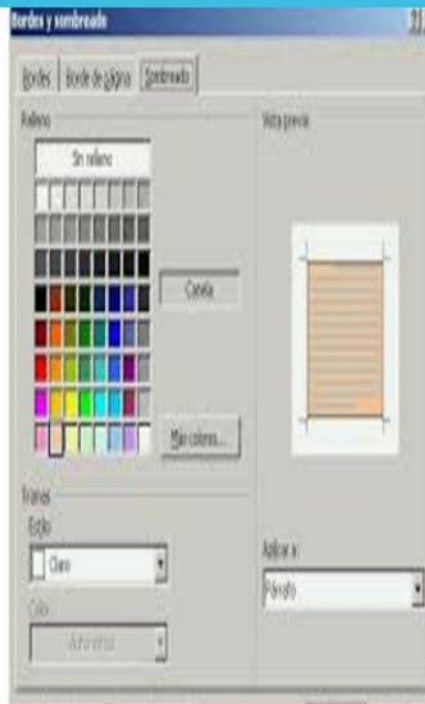 Bordes y sombreado
Bordes
Borde de página
Sombreado
Relleno
Vista previa
Sin relleno
Canela
Más colores...
Tramas
Estilo
Claro
Aplicar a:
Párrafo
Color
Automático